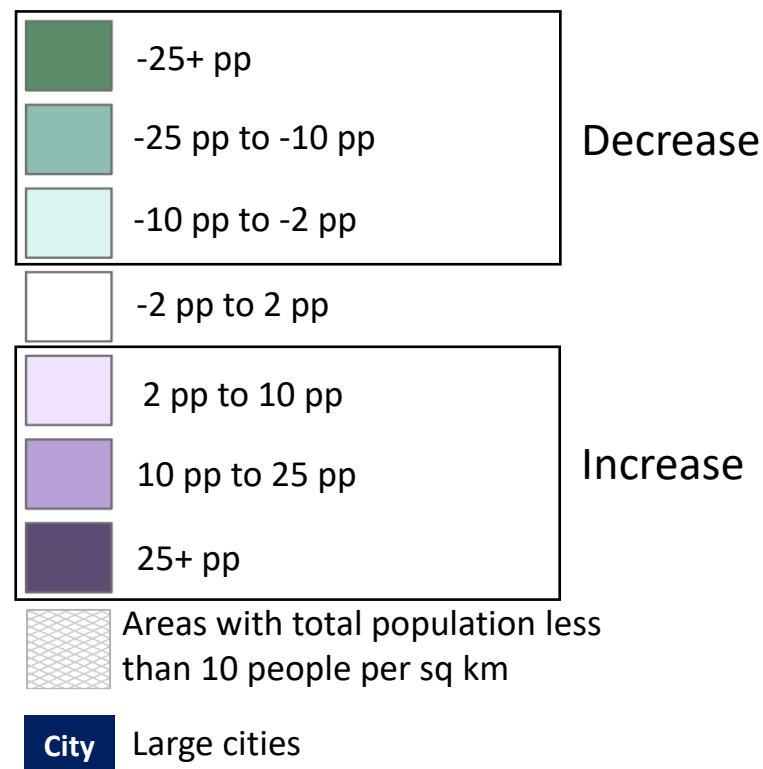 -25+ pp
-25 pp to -10 pp
Decrease
-10 pp to -2 pp
-2 pp to 2 pp
2 pp to 10 pp
10 pp to 25 pp
Increase
25+ pp
Areas with total population less
than 10 people per sq km
City Large cities